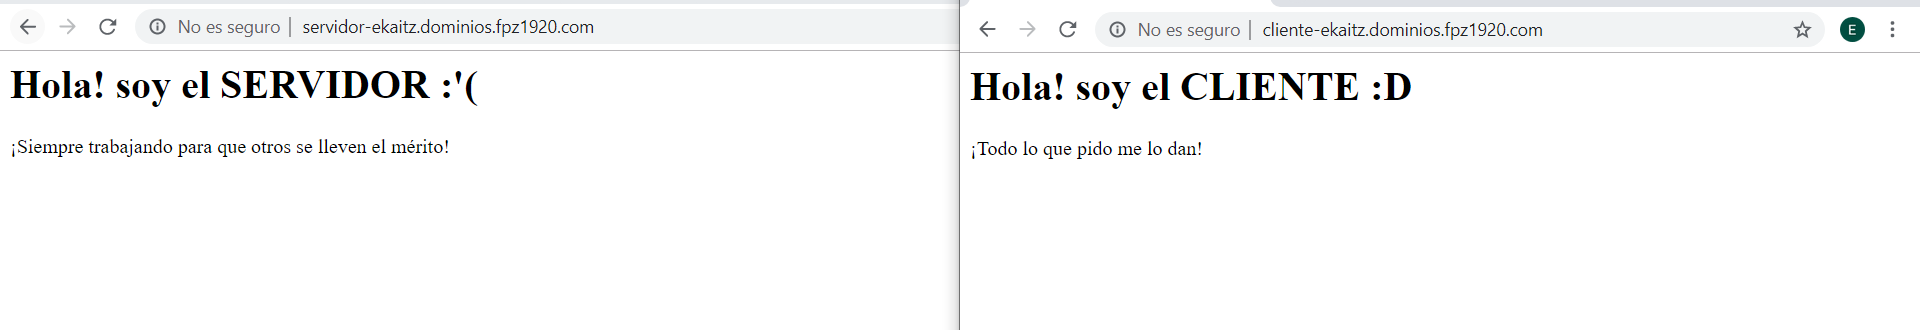 No es seguro | servidor-ekaitz.dominios.fpz1920.com
Hola! soy el SERVIDOR :'(
¡Siempre trabajando para que otros se lleven el mérito!
No es seguro | cliente-ekaitz.dominios.fpz1920.com
E
Hola! soy el CLIENTE :D
¡Todo lo que pido me lo dan!